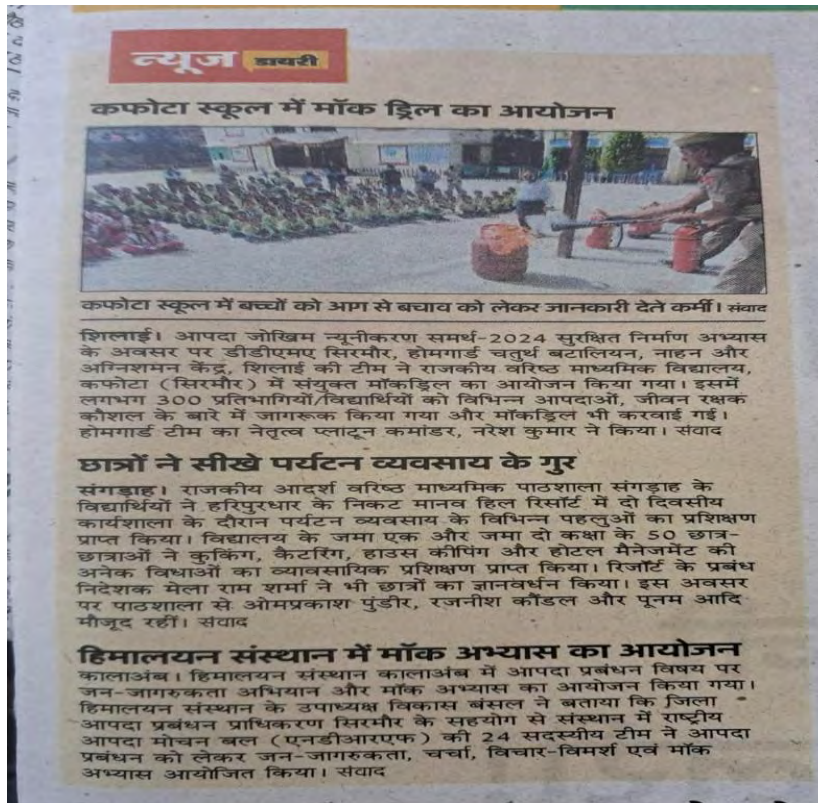 न्यूज डायरी
कफोटा स्कूल में मॉक ड्रिल का आयोजन
कफोटा स्कूल में बच्चों को आग से बचाव को लेकर जानकारी देते कर्मी। संवाद
शिलाई। आपदा जोखिम न्यूनीकरण समर्थ-2024 सुरक्षित निर्माण अभ्यास
के अवसर पर डीडीएमए सिरमौर, होमगार्ड चतुर्थ बटालियन, नाहन और
अग्निशमन केंद्र, शिलाई की टीम ने राजकीय वरिष्ठ माध्यमिक विद्यालय,
कफोटा (सिरमौर) में संयुक्त मॉकड्रिल का आयोजन किया गया। इसमें
लगभग 300 प्रतिभागियों/विद्यार्थियों को विभिन्न आपदाओं, जीवन रक्षक
कौशल के बारे में जागरूक किया गया और मॉकड्रिल भी करवाई गई।
होमगार्ड टीम का नेतृत्व प्लाटून कमांडर, नरेश कुमार ने किया। संवाद
छात्रों ने सीखे पर्यटन व्यवसाय के गुर
संगड़ाह। राजकीय आदर्श वरिष्ठ माध्यमिक पाठशाला संगड़ाह के
विद्यार्थियों ने हरिपुरधार के निकट मानव हिल रिसॉर्ट में दो दिवसीय
कार्यशाला के दौरान पर्यटन व्यवसाय के विभिन्न पहलुओं का प्रशिक्षण
प्राप्त किया। विद्यालय के जमा एक और जमा दो कक्षा के 50 छात्र-
छात्राओं ने कुकिंग, कैटरिंग, हाउस कीपिंग और होटल मैनेजमेंट की
अनेक विधाओं का व्यावसायिक प्रशिक्षण प्राप्त किया। रिजॉर्ट के प्रबंध
निदेशक मेला राम शर्मा ने भी छात्रों का ज्ञानवर्धन किया। इस अवसर
पर पाठशाला से ओमप्रकाश पुंडीर, रजनीश कौंडल और पूनम आदि
मौजूद रहीं। संवाद
हिमालयन संस्थान में मॉक अभ्यास का आयोजन
कालाअंब। हिमालयन संस्थान कालाअंब में आपदा प्रबंधन विषय पर
जन-जागरुकता अभियान और मॉक अभ्यास का आयोजन किया गया।
हिमालयन संस्थान के उपाध्यक्ष विकास बंसल ने बताया कि जिला
आपदा प्रबंधन प्राधिकरण सिरमौर के सहयोग से संस्थान में राष्ट्रीय
आपदा मोचन बल (एनडीआरएफ) की 24 सदस्यीय टीम ने आपदा
प्रबंधन को लेकर जन-जागरुकता, चर्चा, विचार-विमर्श एवं मॉक
अभ्यास आयोजित किया। संवाद